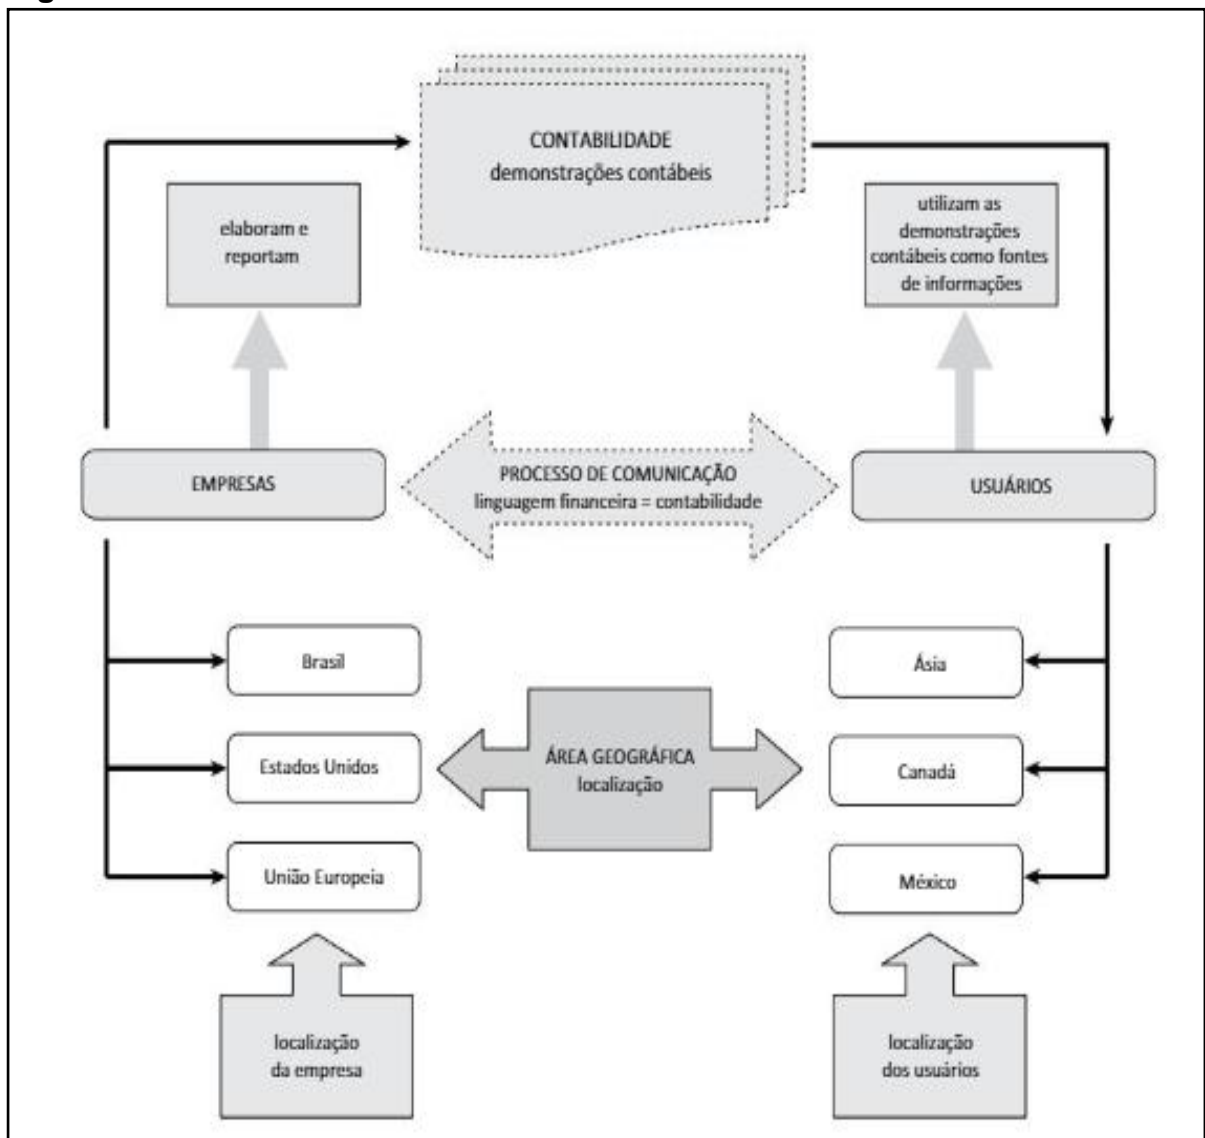 CONTABILIDADE
demonstrações contábeis
elaboram e
reportam
utilizam as
demonstrações
contábeis como fontes
de informações
EMPRESAS
PROCESSO DE COMUNICAÇÃO
linguagem financeira = contabilidade
USUÁRIOS
Brasil
Ásia
Estados Unidos
ÁREA GEOGRÁFICA
localização
Canadá
União Europeia
México
localização
da empresa
localização
dos usuários